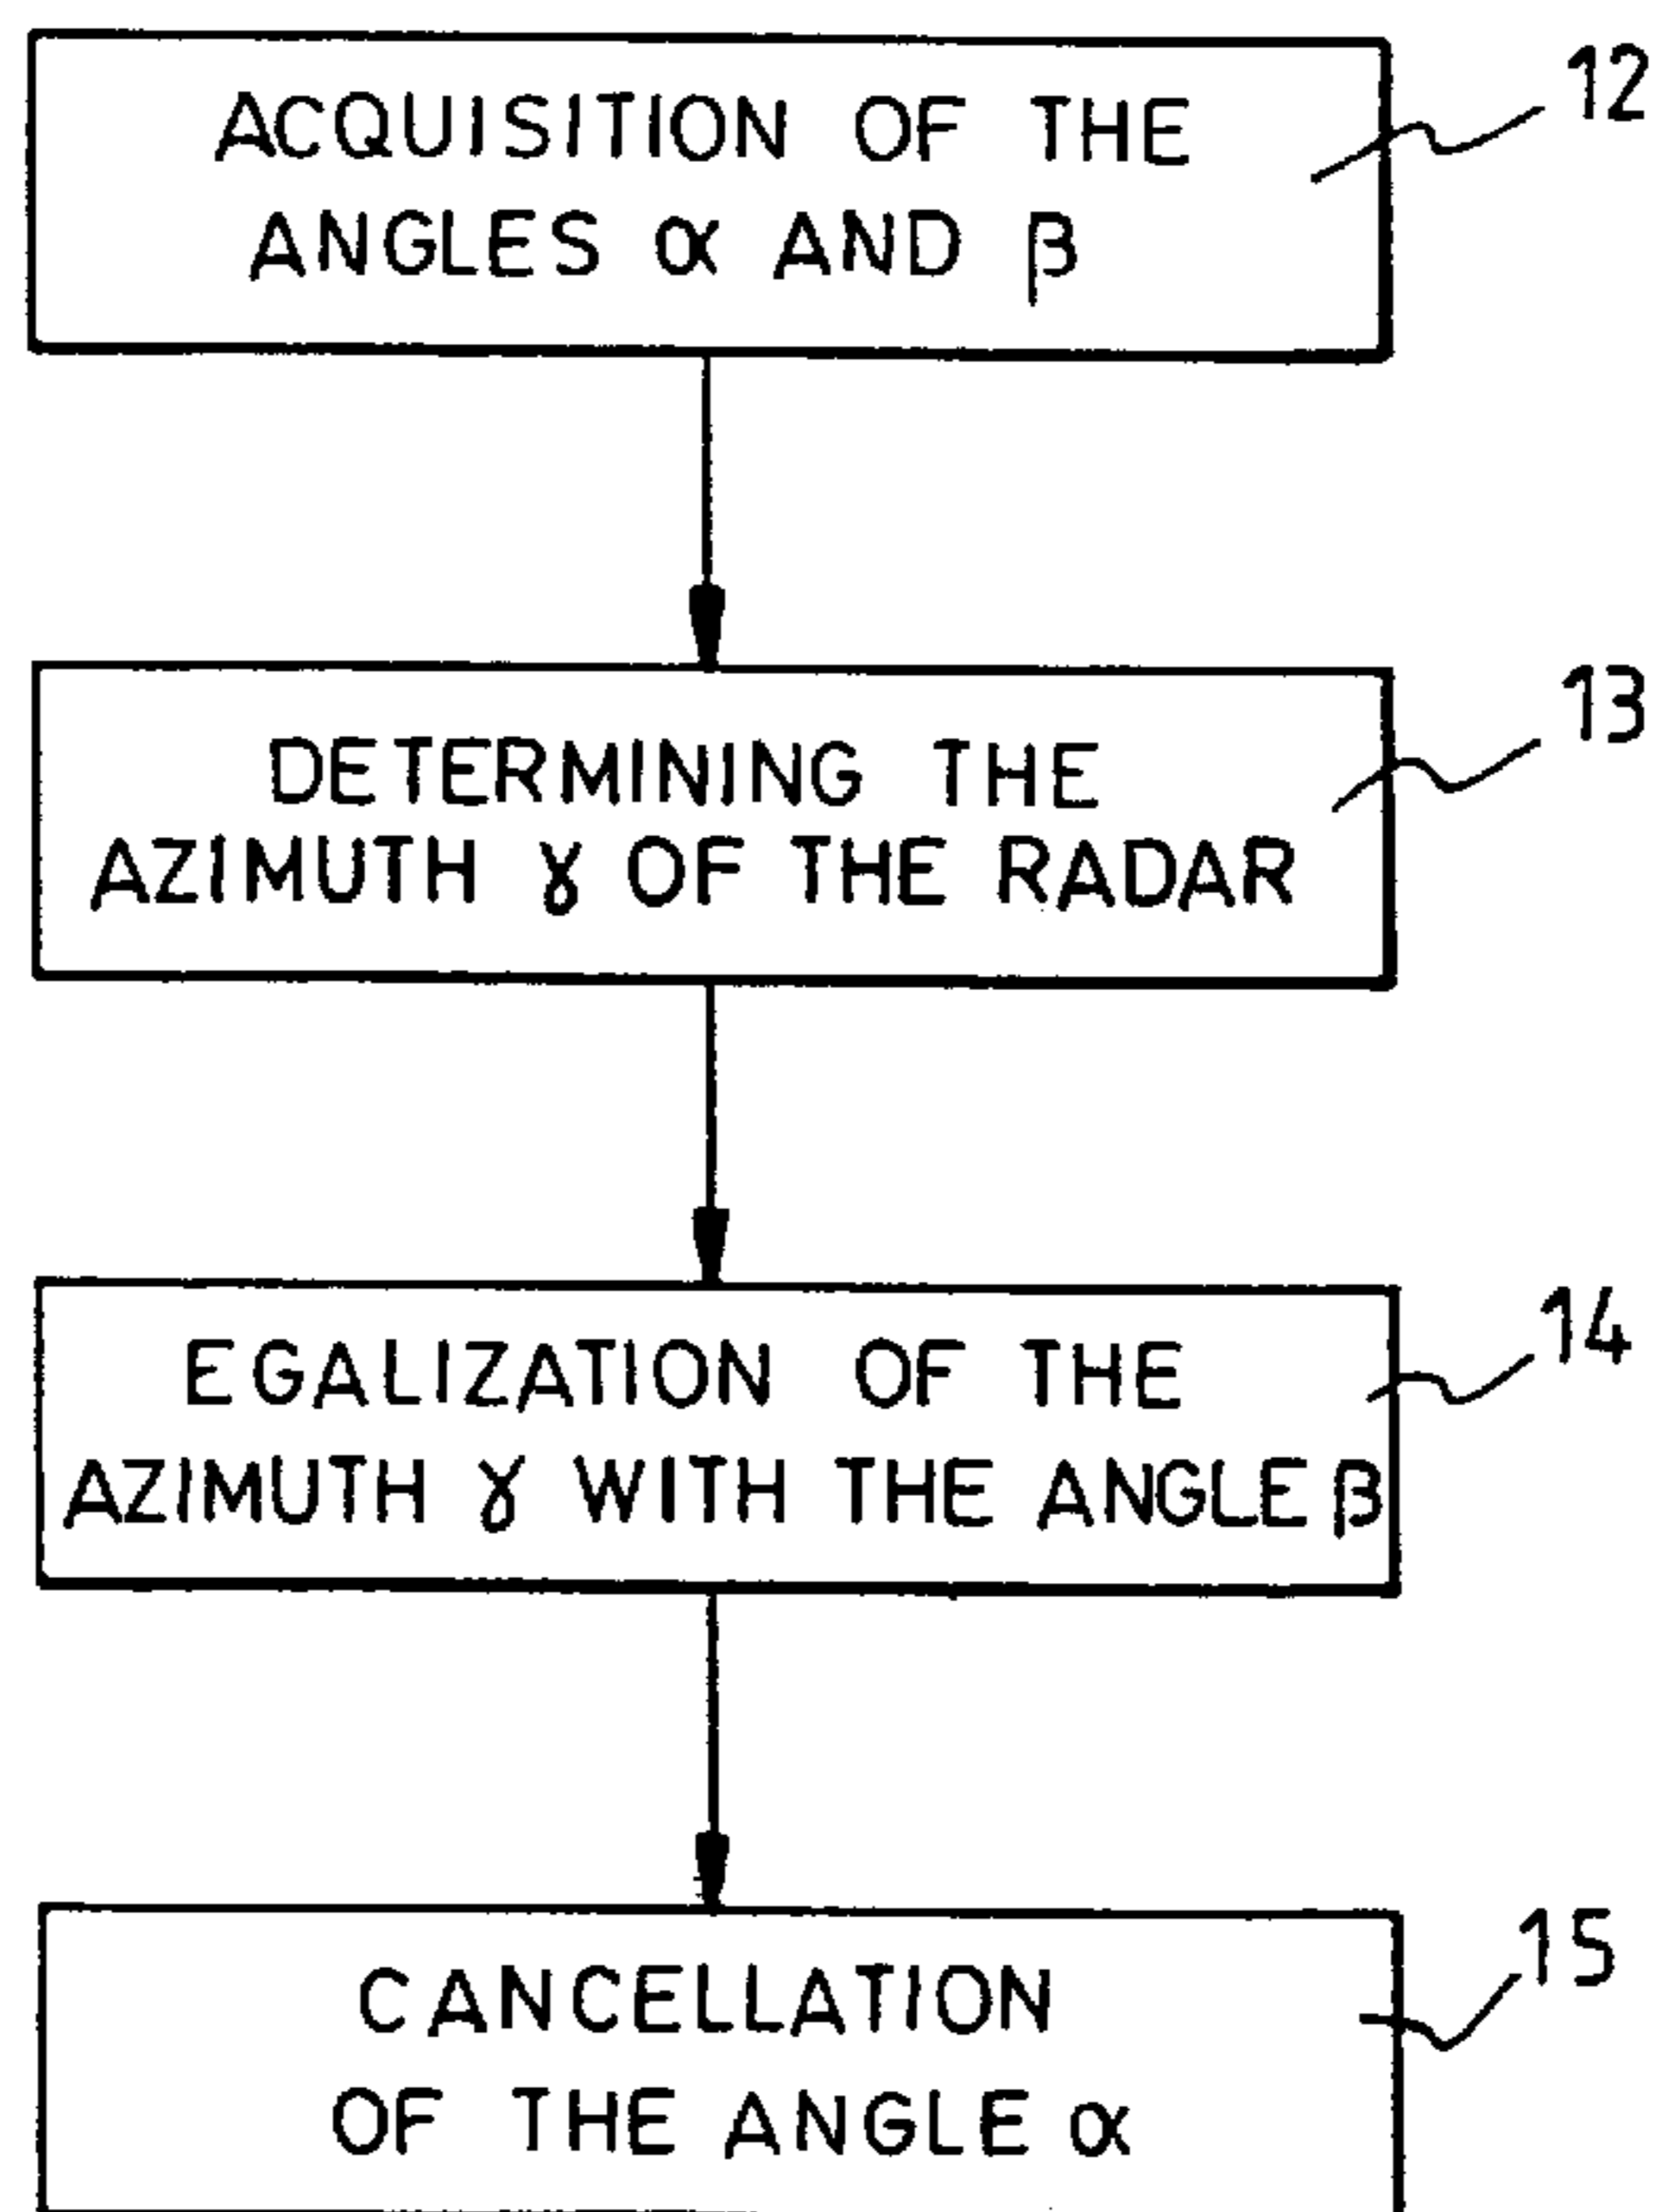 ACQUISITION OF THE
ANGLES α AND β
12
DETERMINING THE
AZIMUTH γ OF THE RADAR
13
EGALIZATION OF THE
AZIMUTH γ WITH THE ANGLE β
14
CANCELLATION
OF THE ANGLE α
15